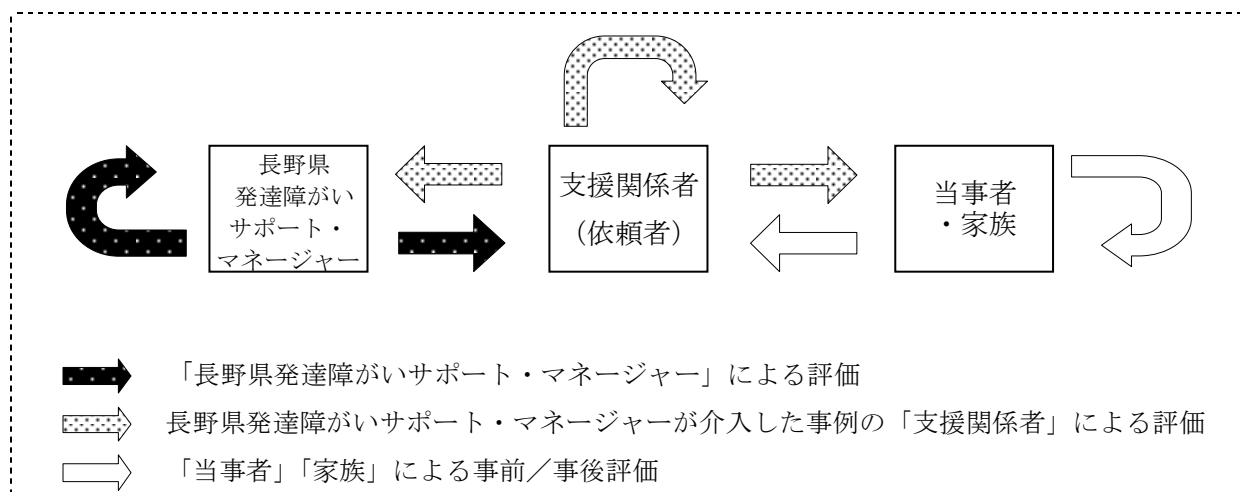 長野県
発達障がい
サポート・
マネージャー
支援関係者
（依頼者）
当事者
・家族
「長野県発達障がいサポート・マネージャー」による評価
長野県発達障がいサポート・マネージャーが介入した事例の「支援関係者」による評価
「当事者」「家族」による事前／事後評価